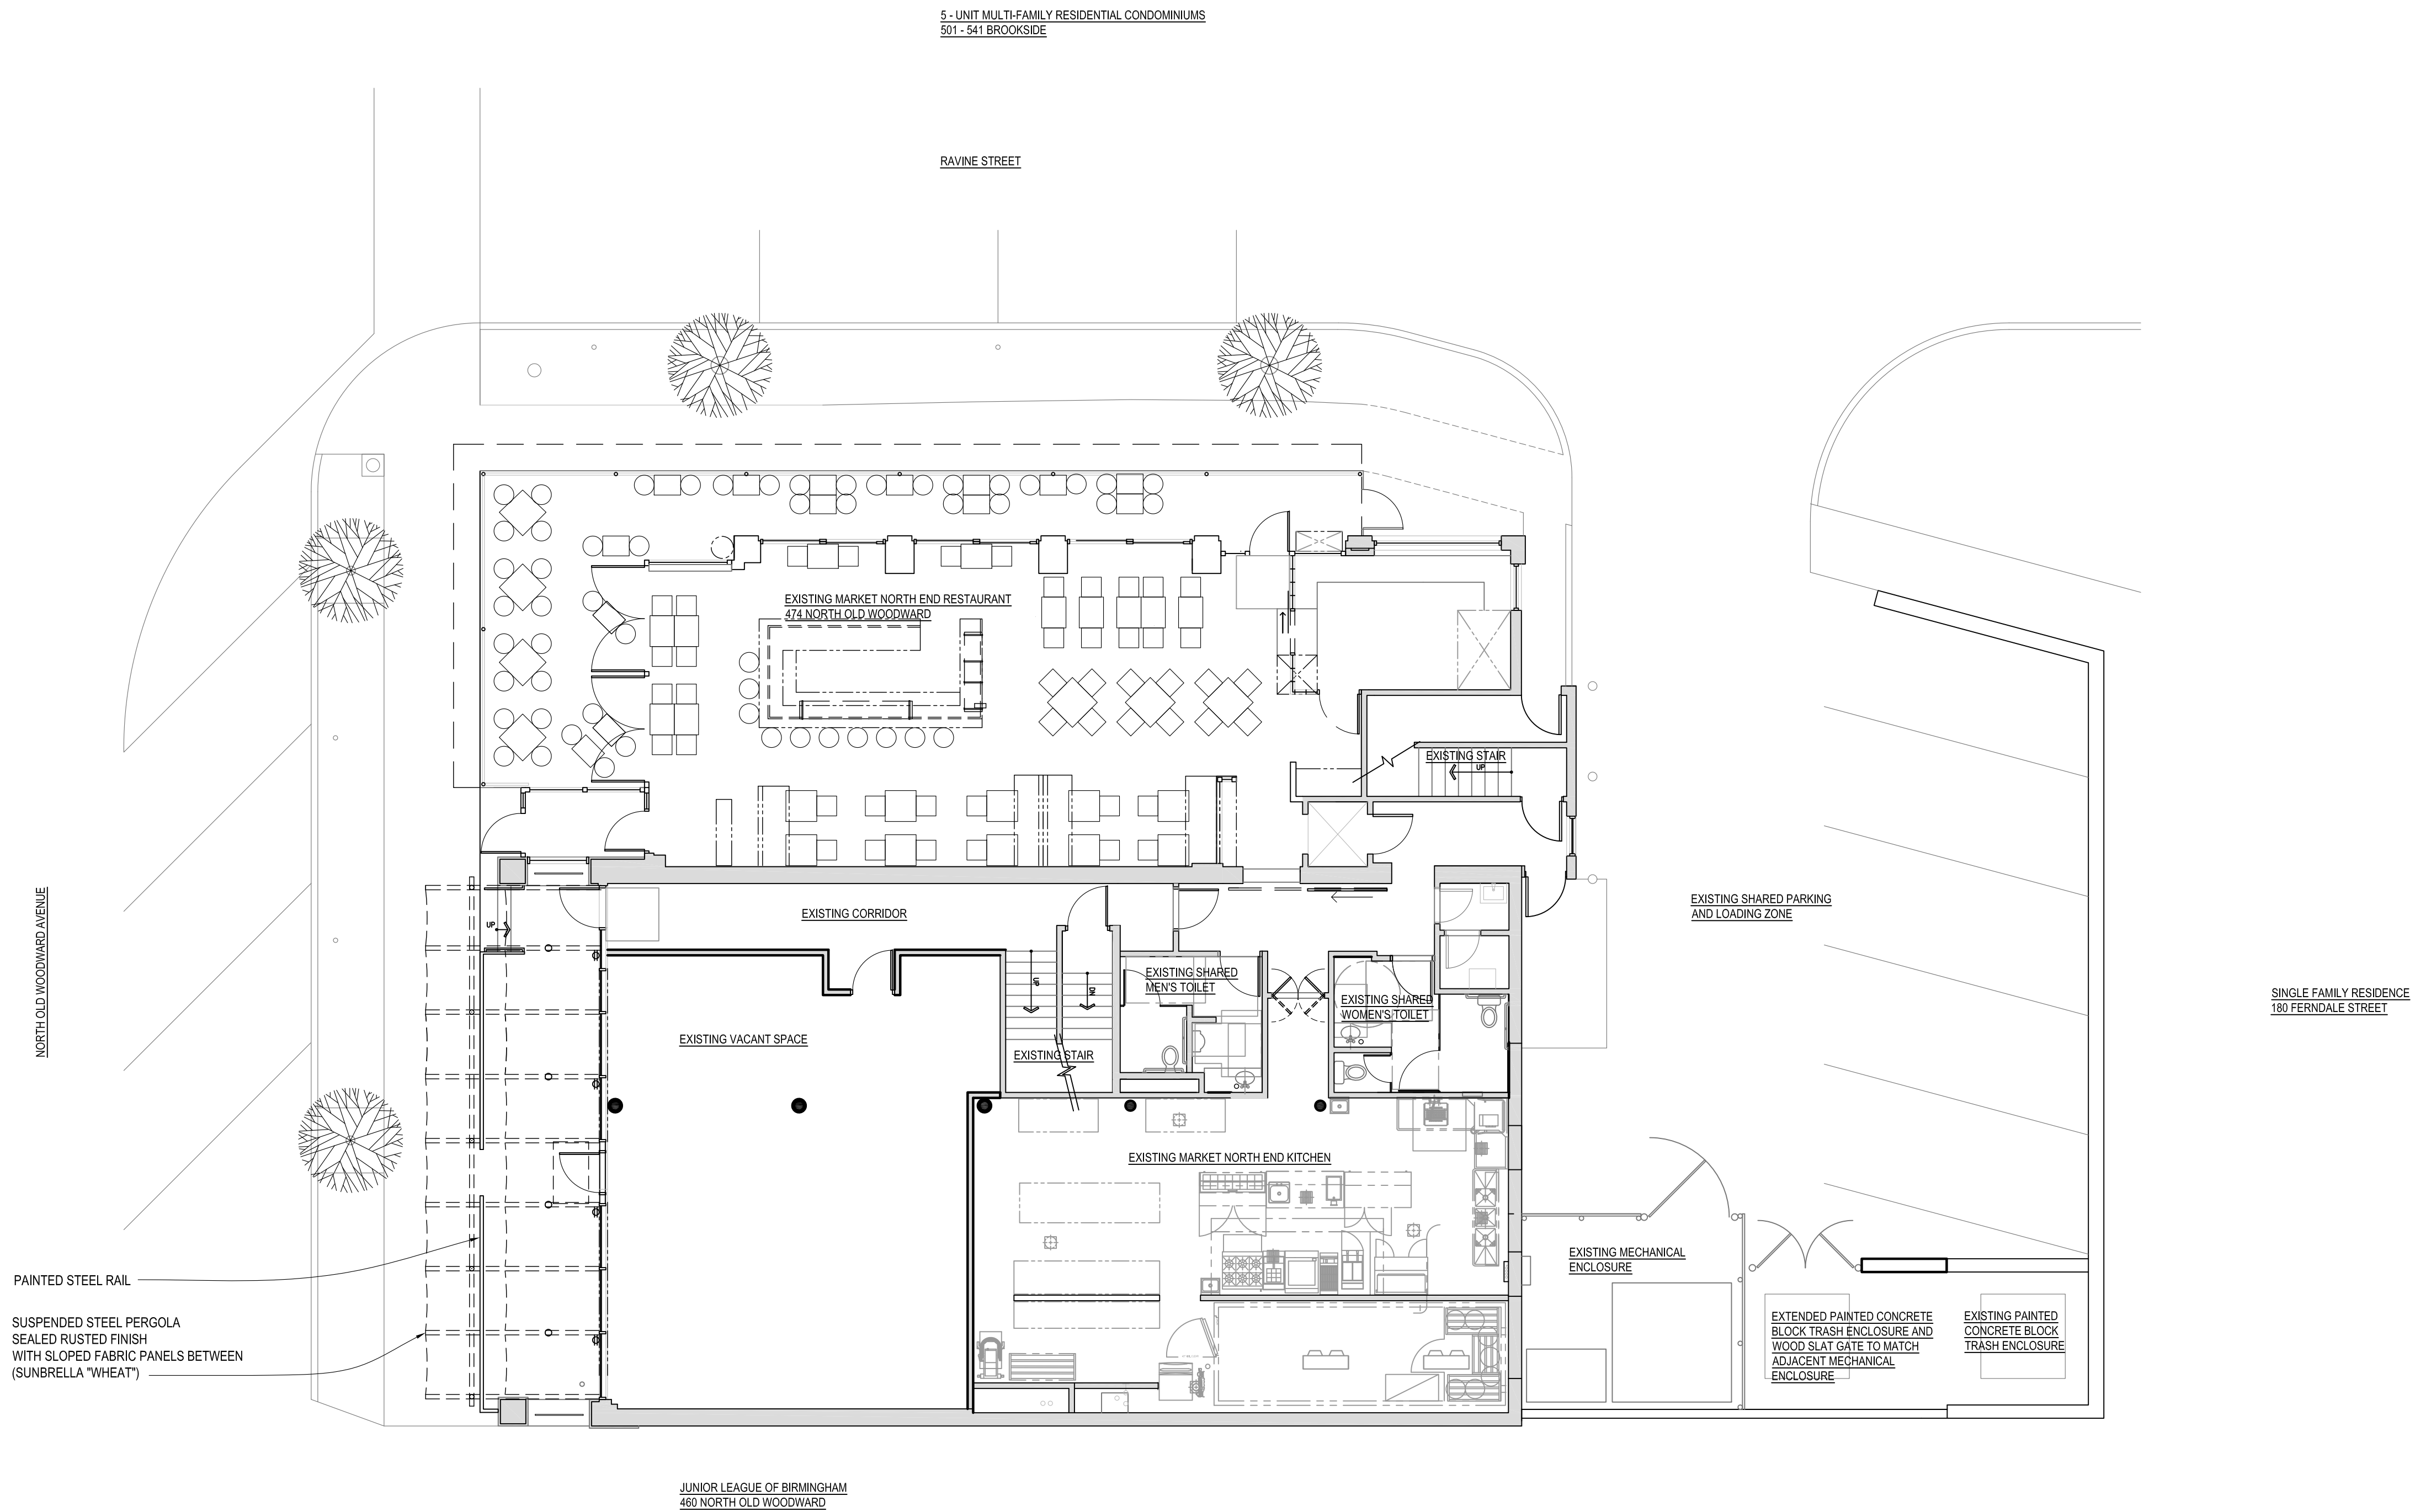 5 - UNIT MULTI-FAMILY RESIDENTIAL CONDOMINIUMS
501 - 541 BROOKSIDE
RAVINE STREET
EXISTING MARKET NORTH END RESTAURANT
474 NORTH OLD WOODWARD
EXISTING STAIR
UP
NORTH OLD WOODWARD AVENUE
UP
EXISTING CORRIDOR
EXISTING SHARED PARKING
AND LOADING ZONE
EXISTING VACANT SPACE
UP
DN
EXISTING STAIR
EXISTING SHARED
MEN'S TOILET
EXISTING SHARED
WOMEN'S TOILET
SINGLE FAMILY RESIDENCE
180 FERNDALE STREET
EXISTING MARKET NORTH END KITCHEN
PAINTED STEEL RAIL
SUSPENDED STEEL PERGOLA
SEALED RUSTED FINISH
WITH SLOPED FABRIC PANELS BETWEEN
(SUNBRELLA "WHEAT")
EXISTING MECHANICAL
ENCLOSURE
EXTENDED PAINTED CONCRETE
BLOCK TRASH ENCLOSURE AND
WOOD SLAT GATE TO MATCH
ADJACENT MECHANICAL
ENCLOSURE
EXISTING PAINTED
CONCRETE BLOCK
TRASH ENCLOSURE
JUNIOR LEAGUE OF BIRMINGHAM
460 NORTH OLD WOODWARD